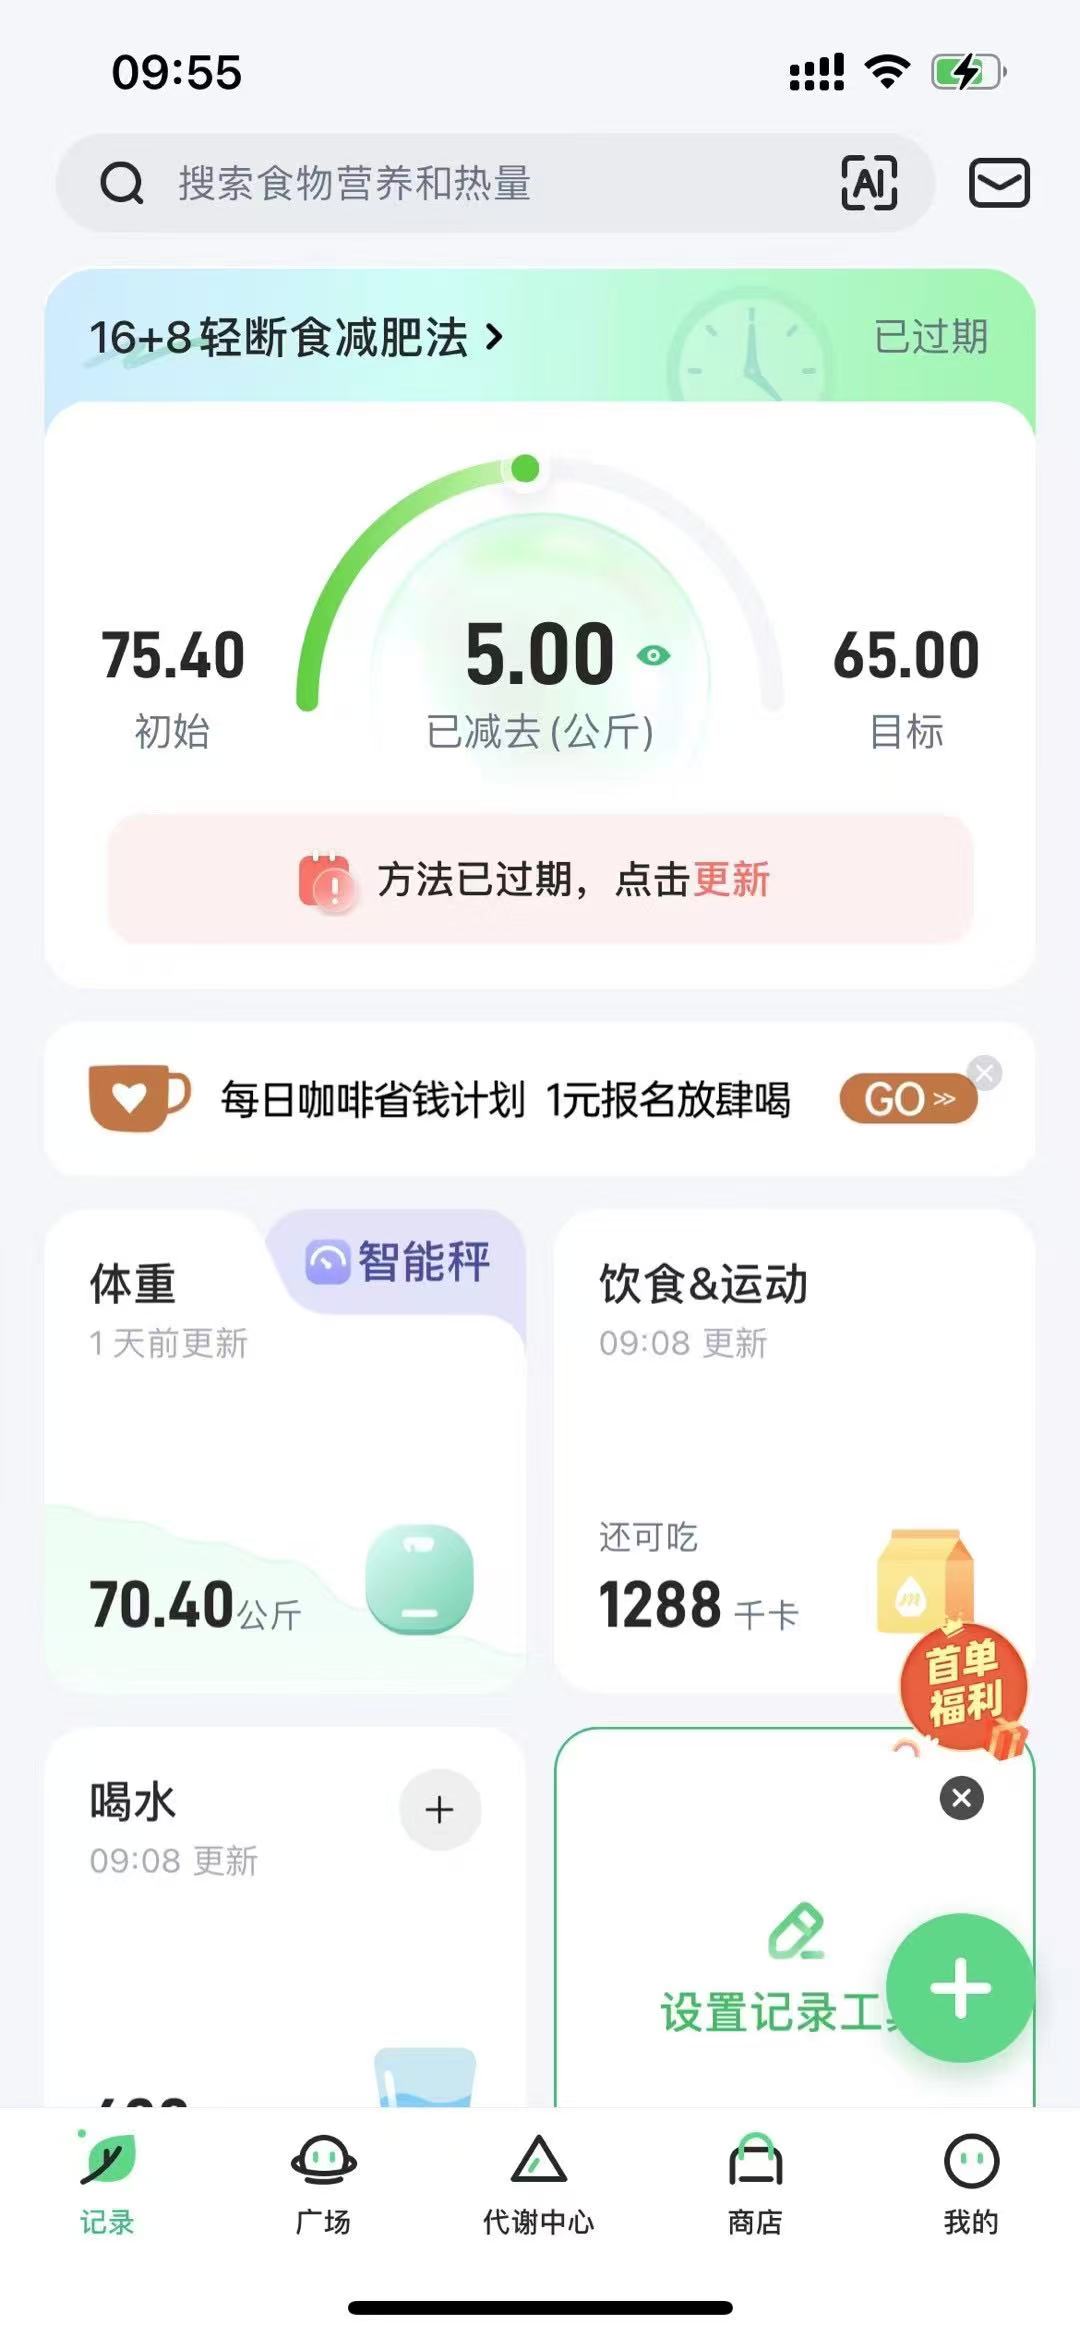 09:55
搜索食物营养和热量
AI
16+8轻断食减肥法
已过期
75.40
初始
5.00
已减去(公斤)
65.00
目标
方法已过期，点击更新
每日咖啡省钱计划 1元报名放肆喝
GO
体重
1天前更新
智能秤
70.40公斤
饮食&运动
09:08 更新
还可吃
1288 千卡
m
首单
福利
喝水
09:08 更新
设置记录工
记录
广场
代谢中心
商店
我的